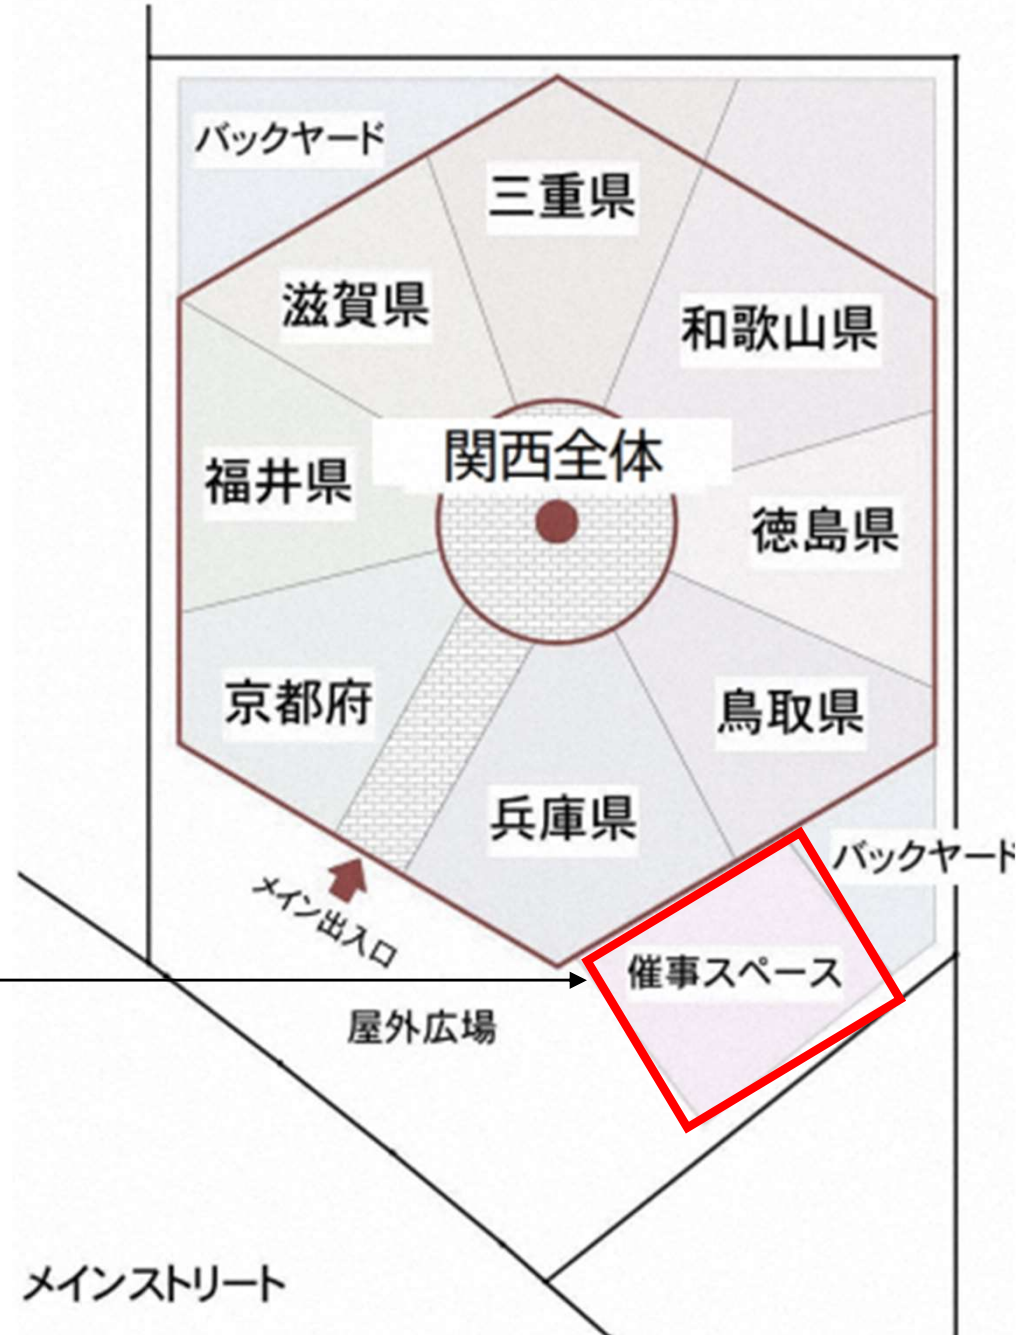 バックヤード
三重県
滋賀県
和歌山県
関西全体
福井県
徳島県
京都府
鳥取県
兵庫県
バックヤード
メイン出入口
催事スペース
屋外広場
メインストリート